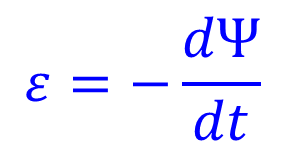 ε = − dΨ/dt